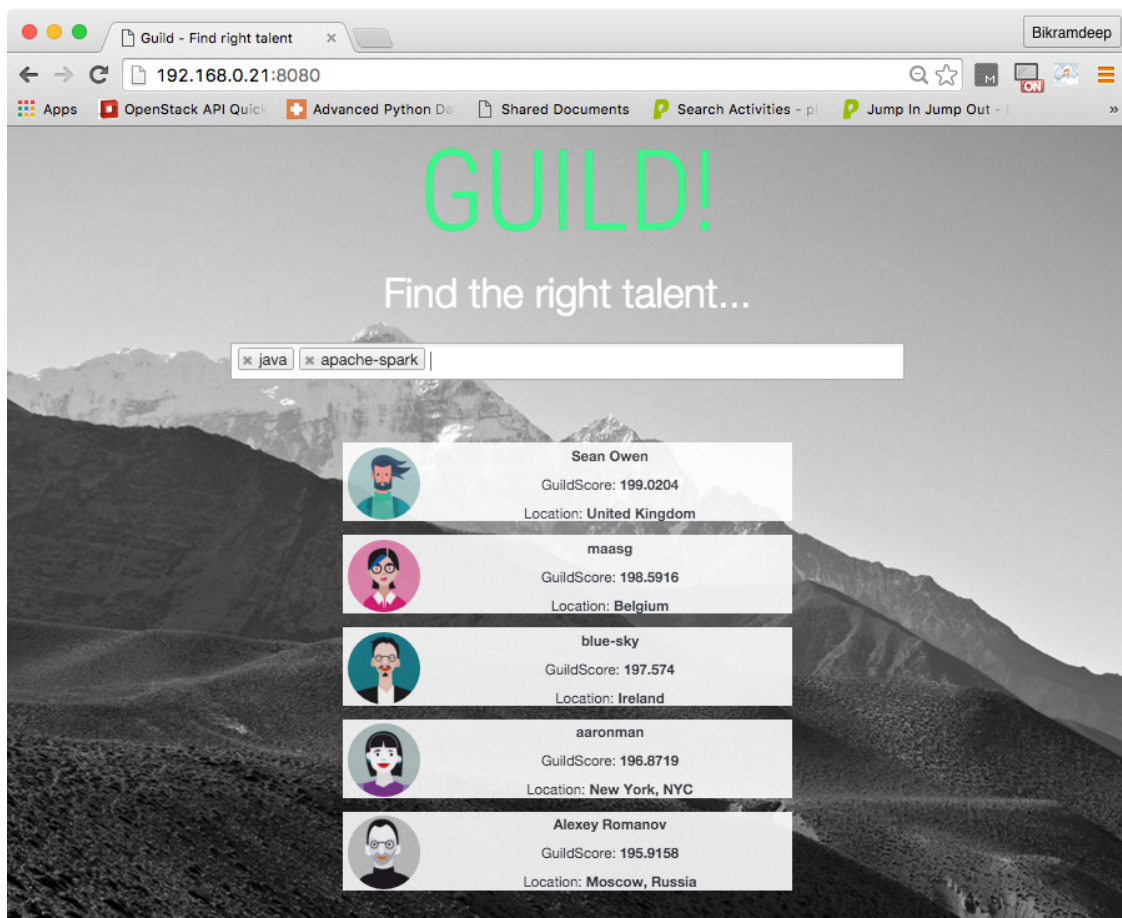 Guild - Find right talent
Bikramdeep
192.168.0.21:8080
M
ON
Apps
OpenStack API Quick
Advanced Python Da
Shared Documents
Search Activities - pl
Jump In Jump Out -
»
GUILD!
Find the right talent...
java
apache-spark
Sean Owen
GuildScore: 199.0204
Location: United Kingdom
maasg
GuildScore: 198.5916
Location: Belgium
blue-sky
GuildScore: 197.574
Location: Ireland
aaronman
GuildScore: 196.8719
Location: New York, NYC
Alexey Romanov
GuildScore: 195.9158
Location: Moscow, Russia